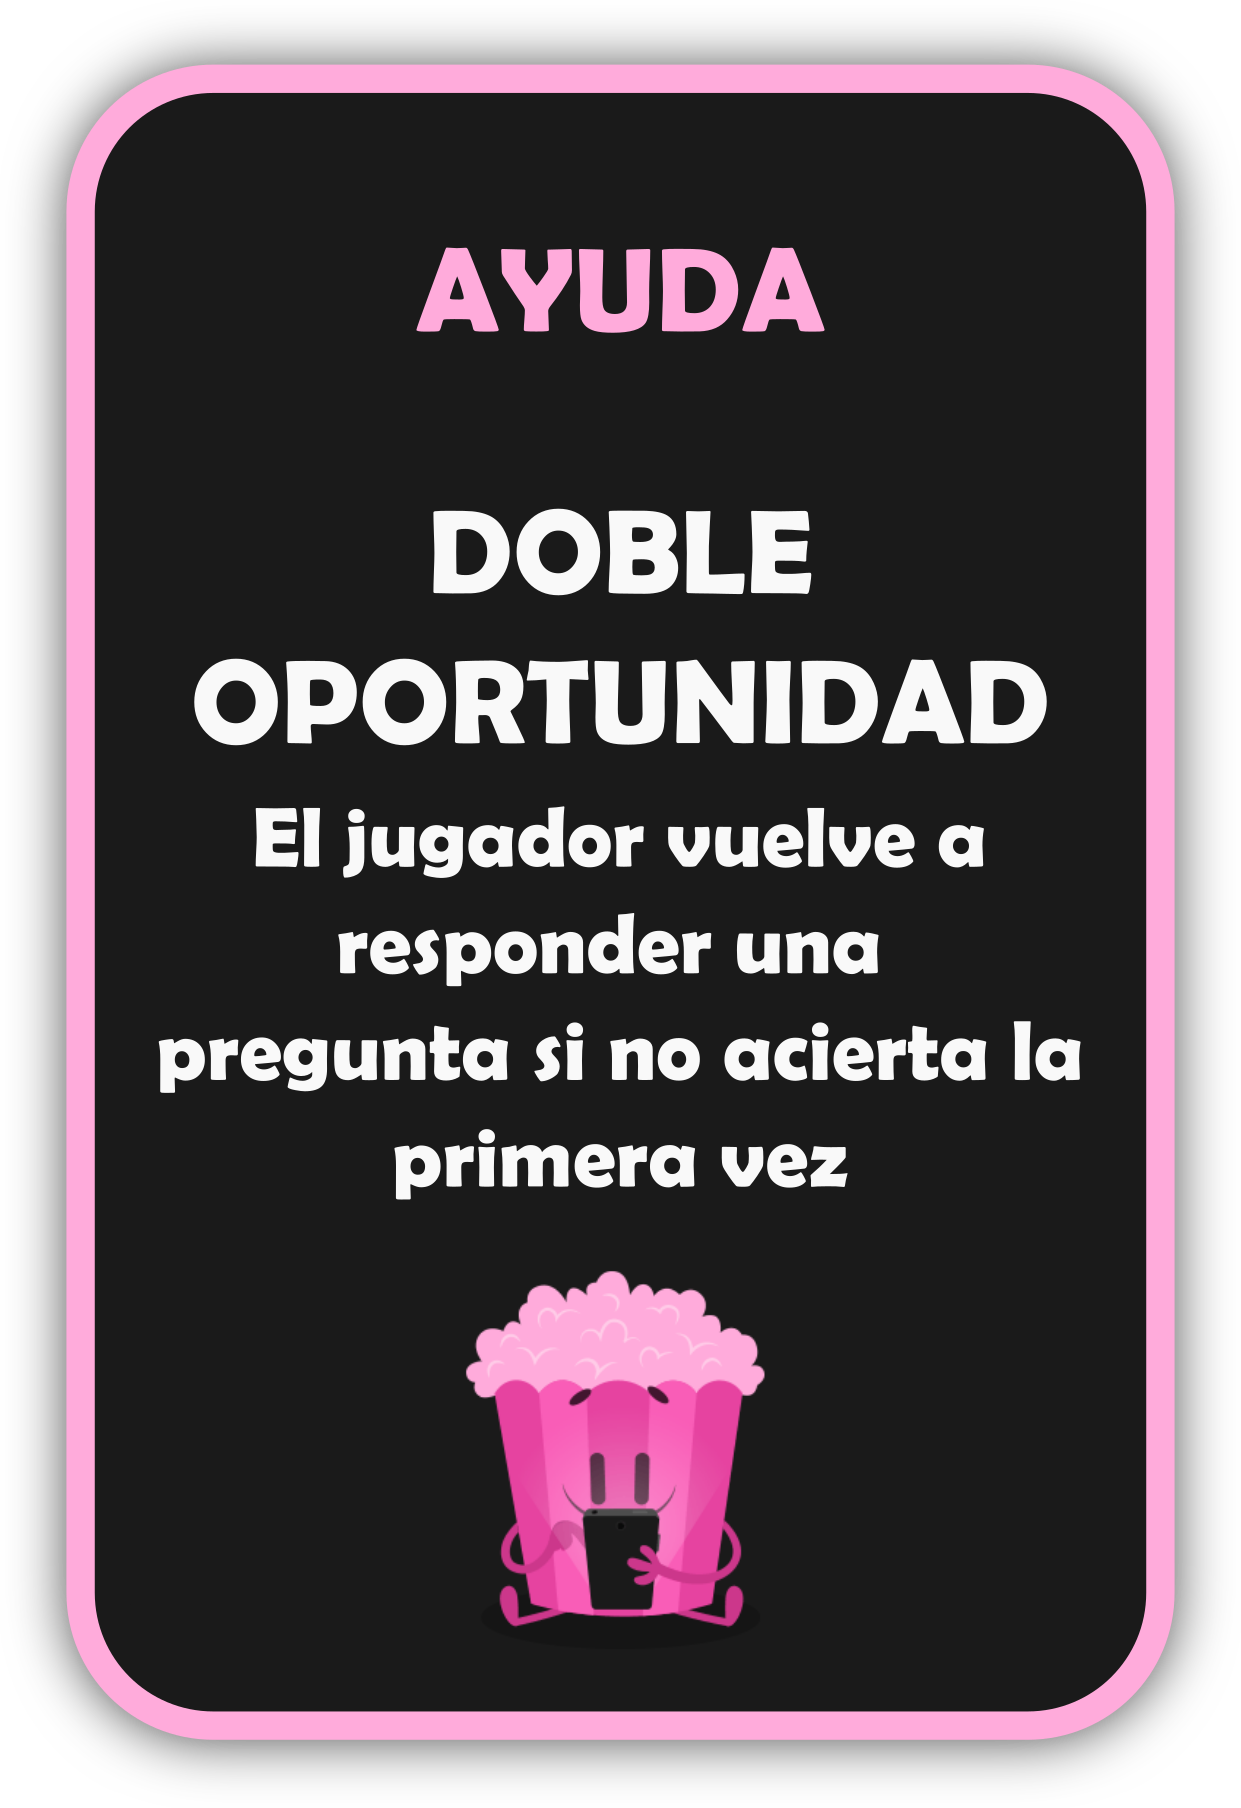 AYUDA
DOBLE
OPORTUNIDAD
El jugador vuelve a
responder una
pregunta si no acierta la
primera vez